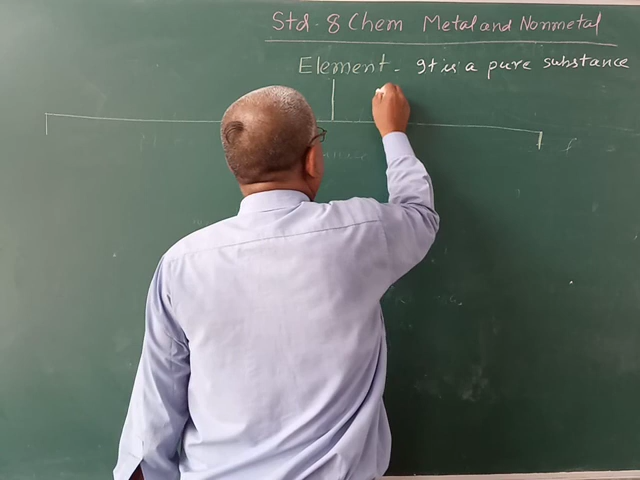 Std. 8 Chem Metal and Nonmetal
Element - It is a pure substance